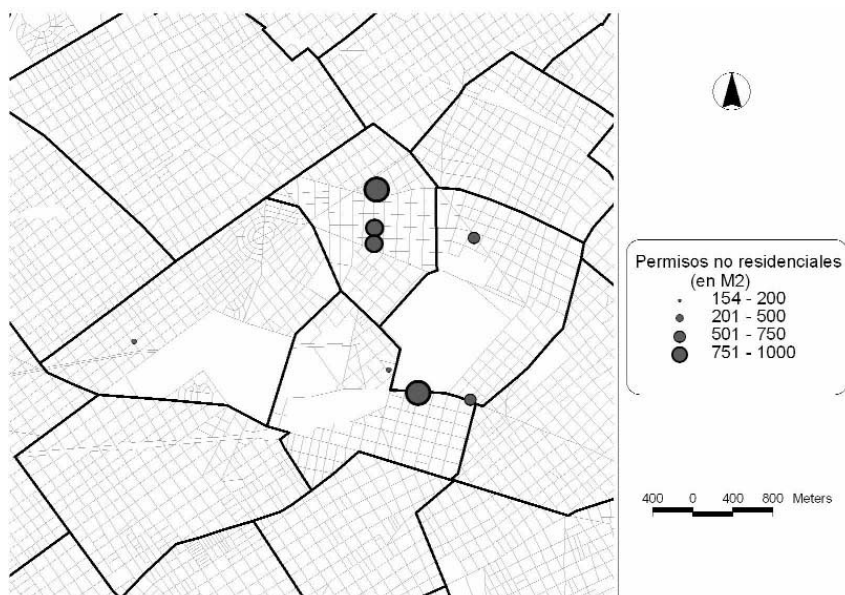 Permisos no residenciales
(en M2)
154 - 200
201 - 500
501 - 750
751 - 1000
400 0 400 800 Meters